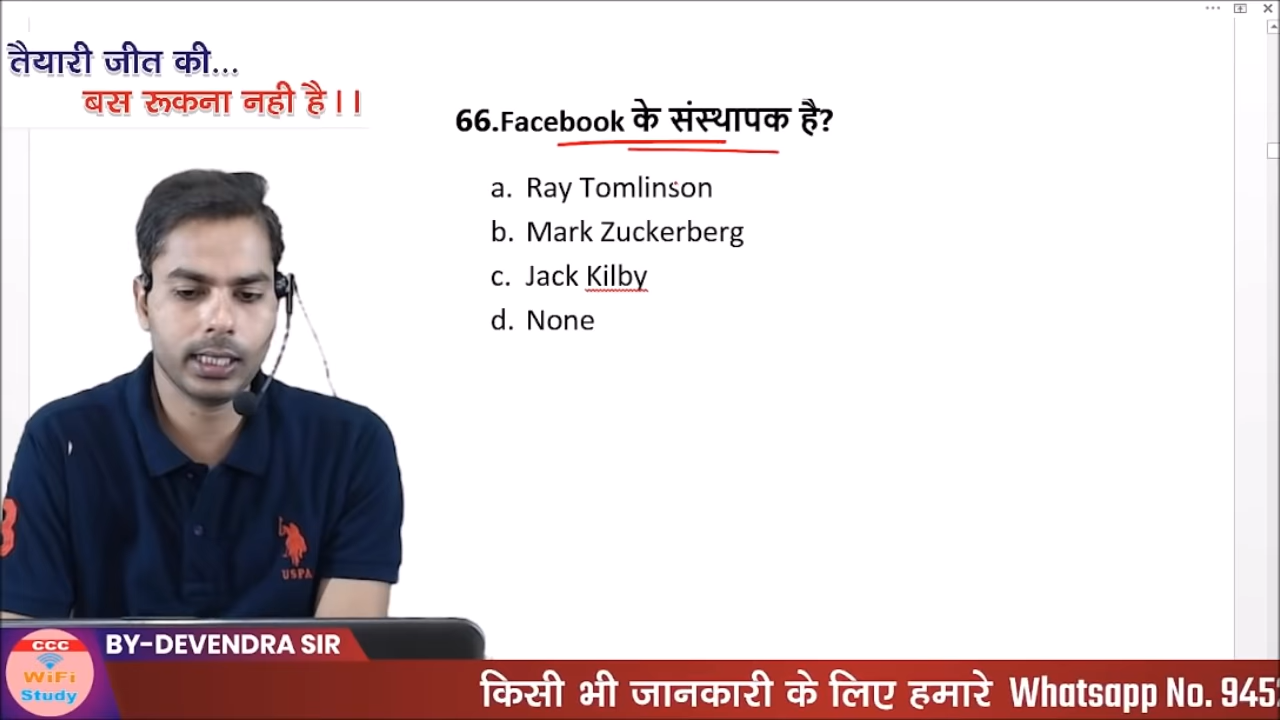 तैयारी जीत की...
बस रूकना नही है।।
66.Facebook के संस्थापक है?
a. Ray Tomlinson
b. Mark Zuckerberg
c. Jack Kilby
d. None
USPA
BY-DEVENDRA SIR
CCC
WiFi
Study
किसी भी जानकारी के लिए हमारे Whatsapp No. 945